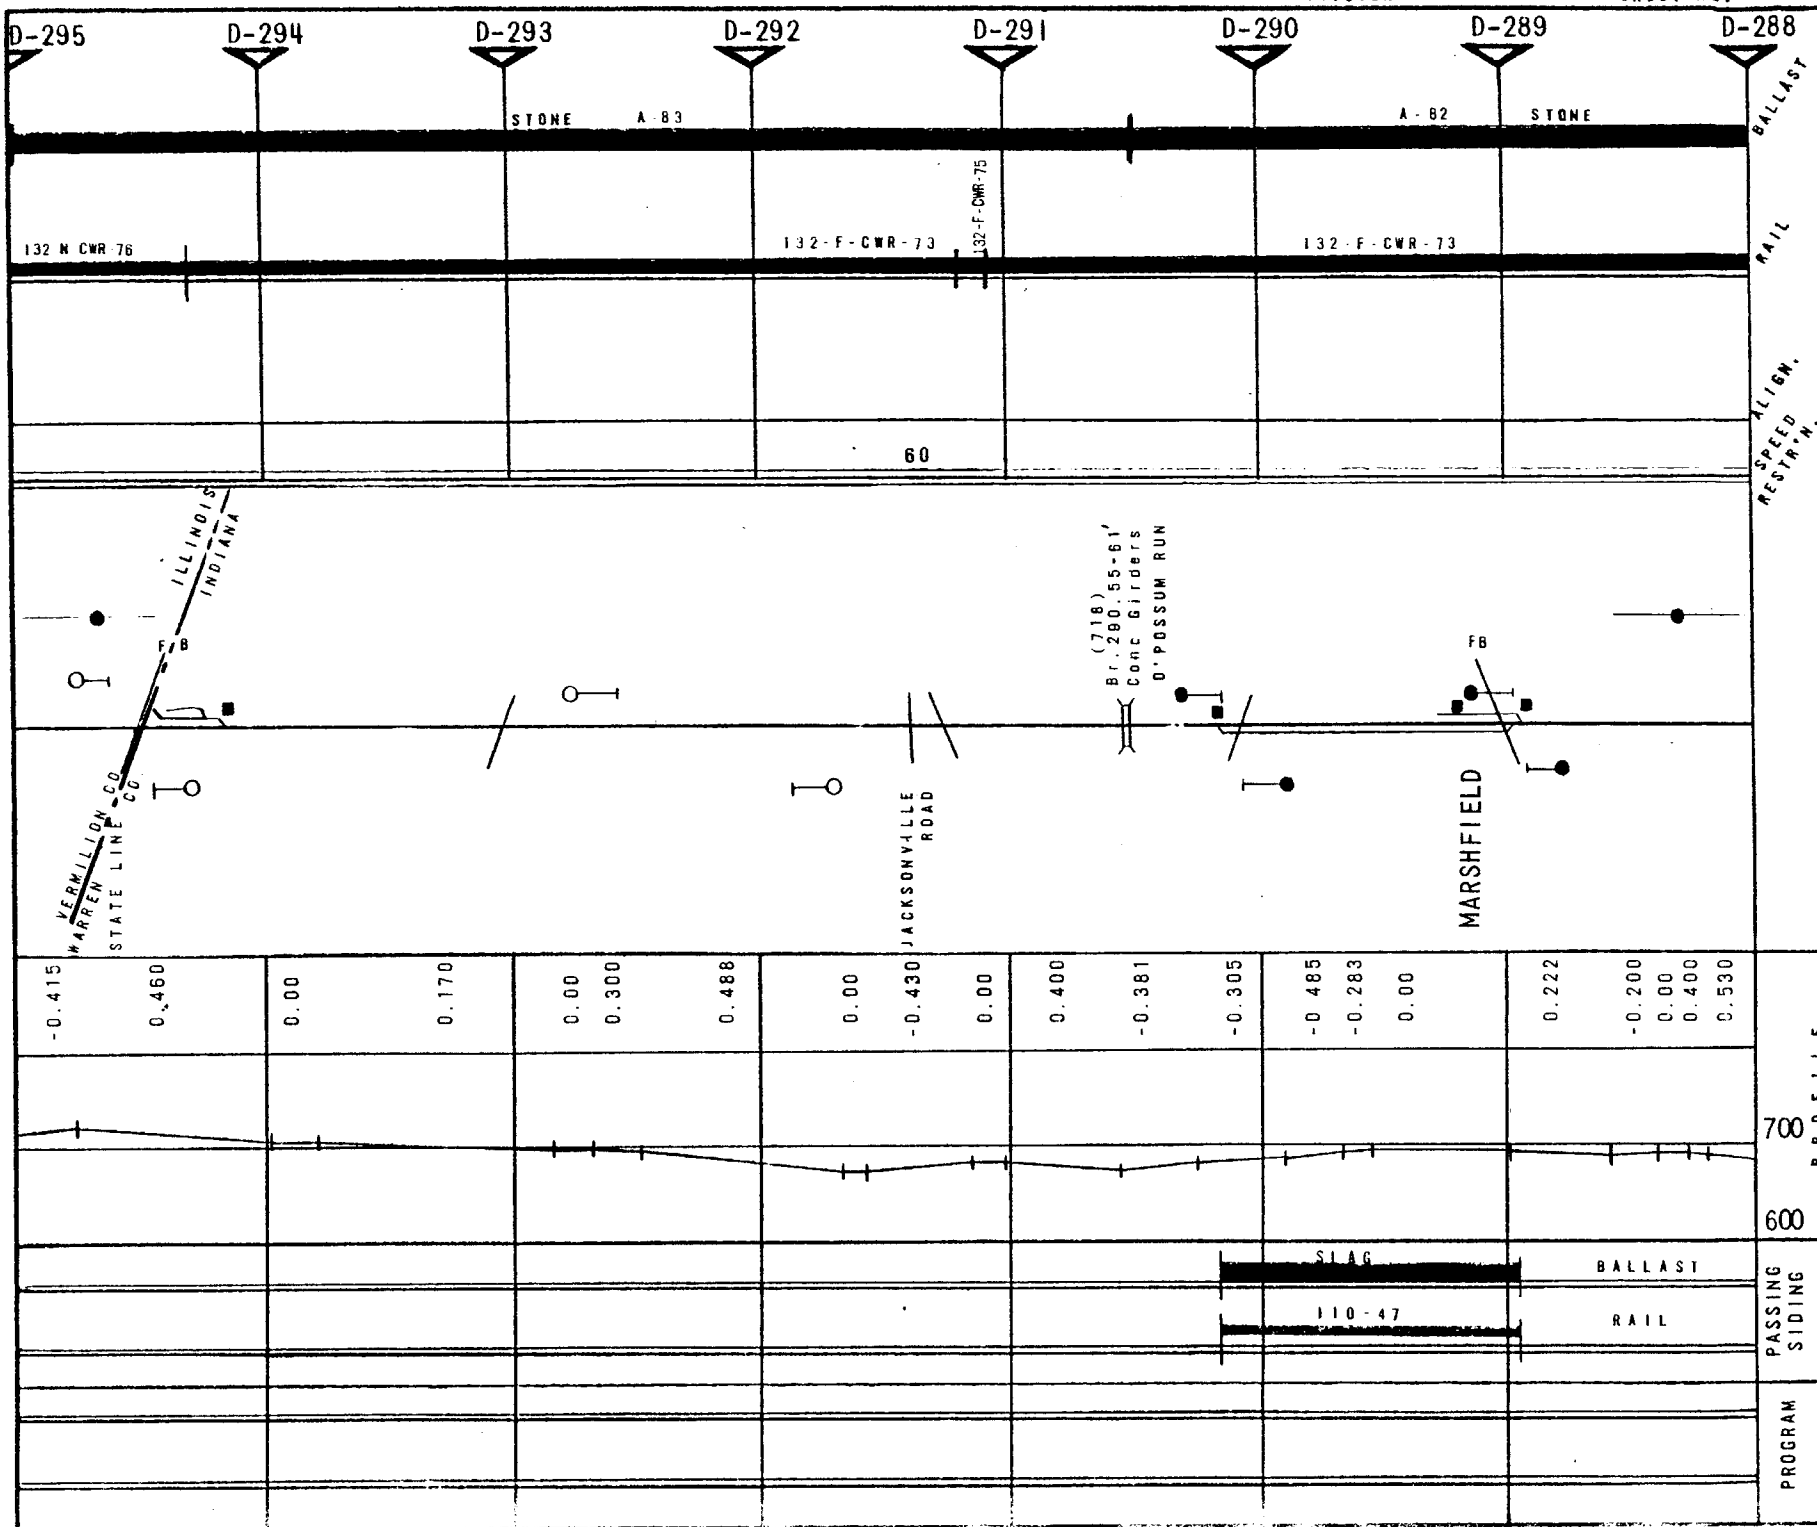 D-295 D-294 D-293 D-292 D-291 D-290 D-289 D-288
STONE A-83 A-82 STONE
BALLAST
132 N CWR-76 132-F-CWR-73 132-F-CWR-75 132-F-CWR-73
RAIL
ALIGN.
60
SPEED
RESTR'N.
ILLINOIS
INDIANA
FB
VERMILION CO
WARREN CO
STATE LINE
JACKSONVILLE
ROAD
(718)
Br. 290.55-61'
Conc Girders
O'POSSUM RUN
FB
MARSHFIELD
-0.415 0.460 0.00 0.170 0.00 0.300 0.488 0.00 -0.430 0.00 0.400 -0.381 -0.305 -0.485 -0.283 0.00 0.222 -0.200 0.00 0.400 0.530
PROFILE
700
600
SLAG BALLAST
110-47 RAIL
PASSING
SIDING
PROGRAM